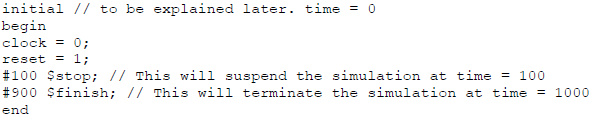 initial // to be explained later. time = 0
begin
clock = 0;
reset = 1;
#100 $stop; // This will suspend the simulation at time = 100
#900 $finish; // This will terminate the simulation at time = 1000
end